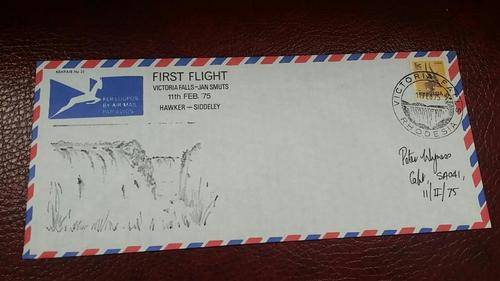 FIRST FLIGHT
VICTORIA FALLS-JAN SMUTS
11th FEB. '75
HAWKER - SIDDELEY
PER LUGPOS
BY AIR MAIL
PAR AVION
VICTORIA FALLS
RHODESIA
Peter
Capt SA041,
11/II/75